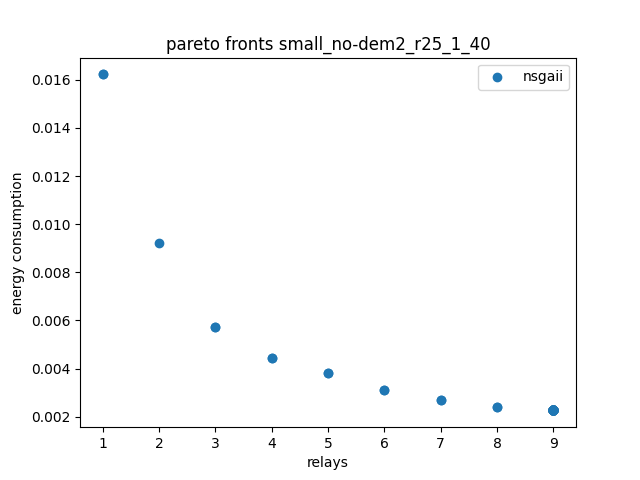 pareto fronts small_no-dem2_r25_1_40
nsgaii
0.016
0.014
0.012
0.010
0.008
0.006
0.004
0.002
energy consumption
1 2 3 4 5 6 7 8 9
relays